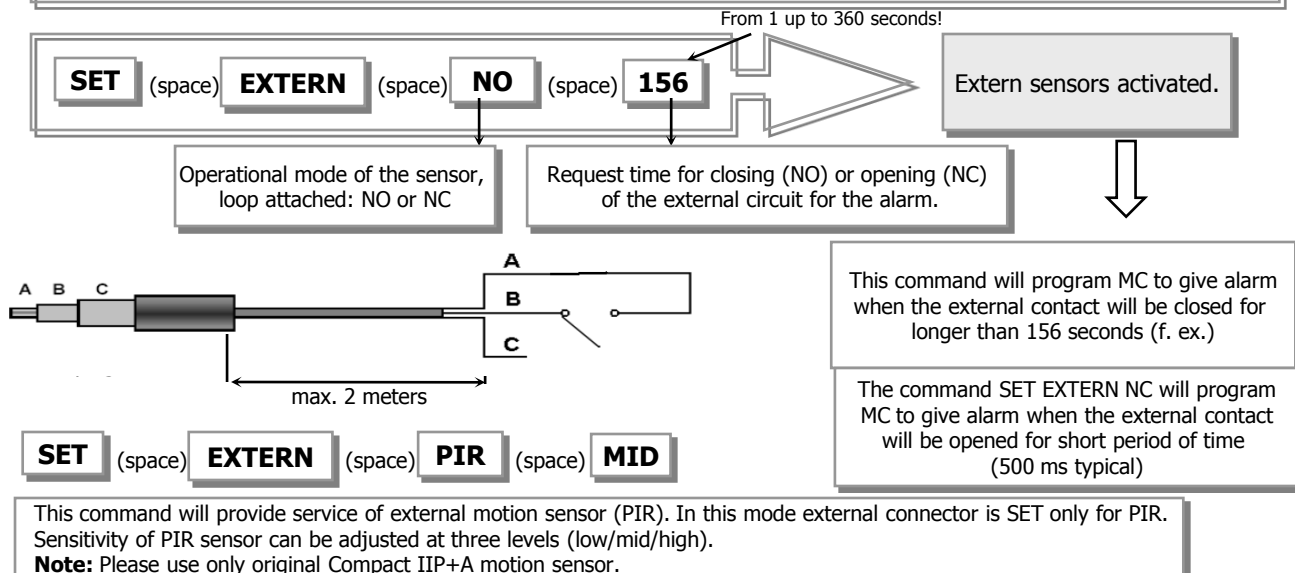 From 1 up to 360 seconds!
SET (space) EXTERN (space) NO (space) 156
Extern sensors activated.
Operational mode of the sensor,
loop attached: NO or NC
Request time for closing (NO) or opening (NC)
of the external circuit for the alarm.
A B C
A
B
C
max. 2 meters
This command will program MC to give alarm
when the external contact will be closed for
longer than 156 seconds (f. ex.)
The command SET EXTERN NC will program
MC to give alarm when the external contact
will be opened for short period of time
(500 ms typical)
SET (space) EXTERN (space) PIR (space) MID
This command will provide service of external motion sensor (PIR). In this mode external connector is SET only for PIR.
Sensitivity of PIR sensor can be adjusted at three levels (low/mid/high).
Note: Please use only original Compact IIP+A motion sensor.